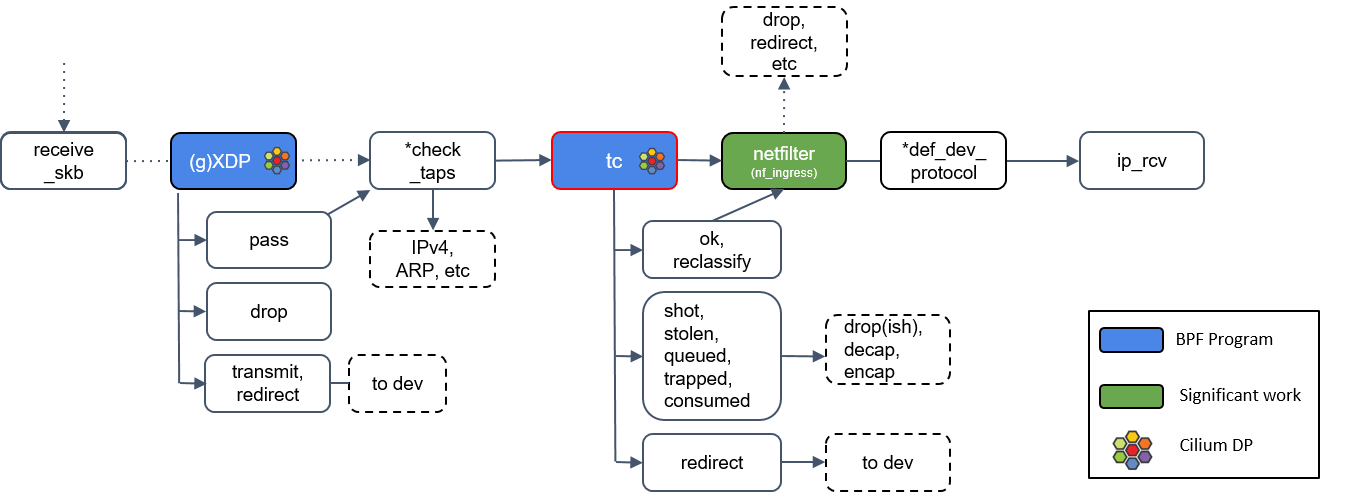 drop,
redirect,
etc
receive
_skb
(g)XDP
*check
_taps
tc
netfilter
(nf_ingress)
*def_dev_
protocol
ip_rcv
pass
drop
transmit,
redirect
to dev
IPv4,
ARP, etc
ok,
reclassify
shot,
stolen,
queued,
trapped,
consumed
drop(ish),
decap,
encap
redirect
to dev
BPF Program
Significant work
Cilium DP